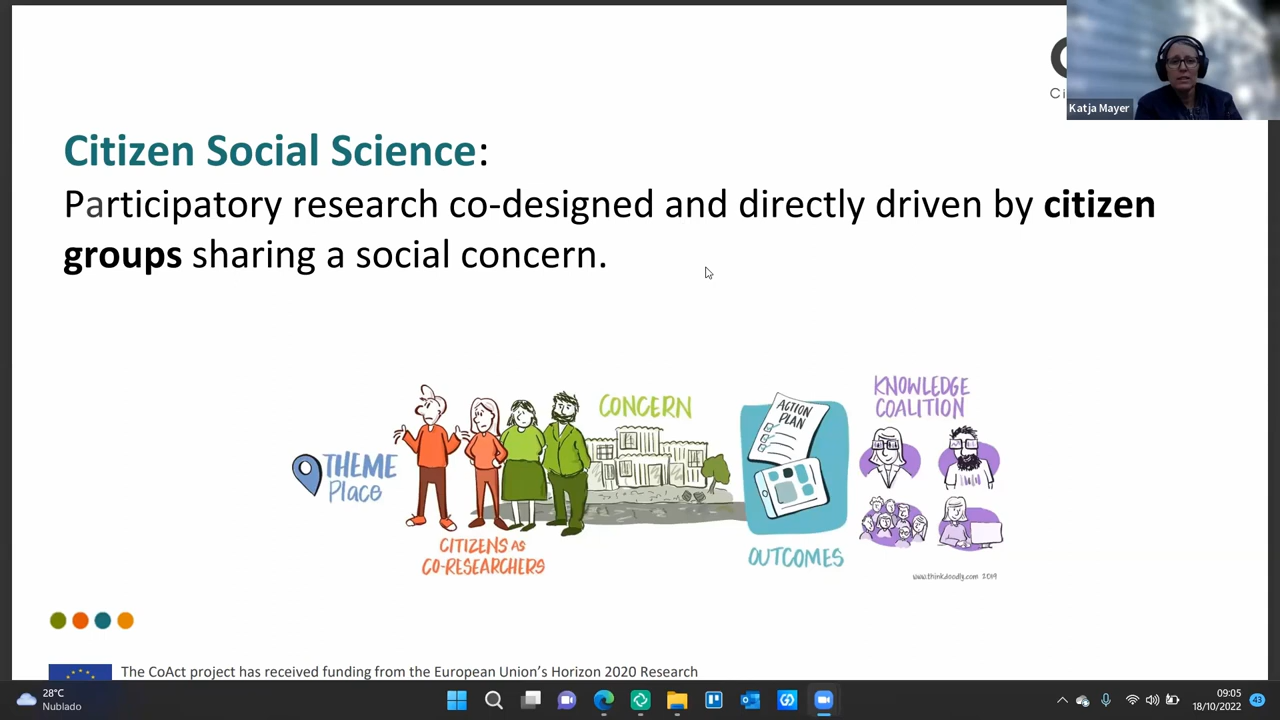 Ci
Katja Mayer
Citizen Social Science:
Participatory research co-designed and directly driven by citizen
groups sharing a social concern.
KNOWLEDGE
COALITION
CONCERN
ACTION
PLAN
THEME
Place
CITIZENS AS
CO-RESEARCHERS
OUTCOMES
www.thinkdoodly.com 2019
The CoAct project has received funding from the European Union's Horizon 2020 Research
28°C
Nublado
09:05
18/10/2022
43